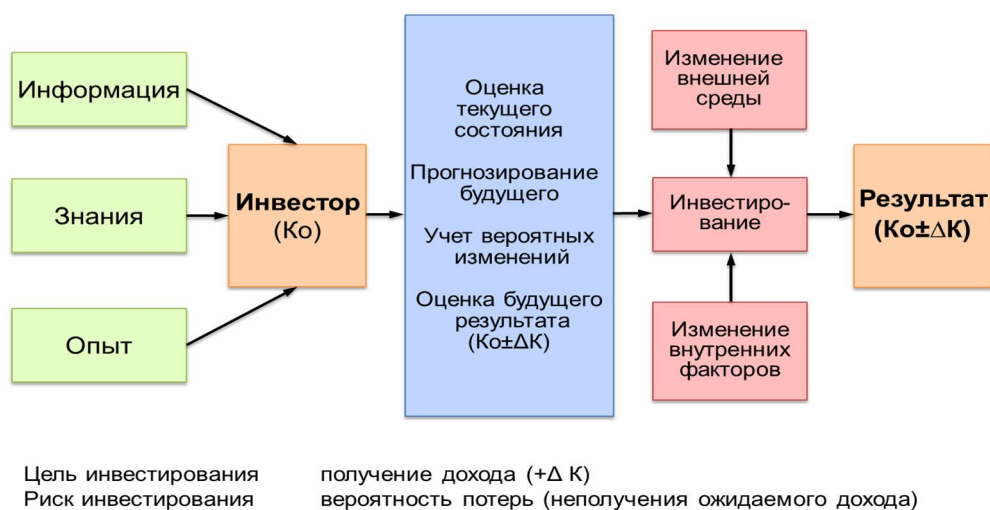 Информация
Знания
Опыт
Инвестор
(Ко)
Оценка
текущего
состояния
Прогнозирование
будущего
Учет вероятных
изменений
Оценка будущего
результата
(Ко±ΔК)
Изменение
внешней
среды
Инвестиро-
вание
Изменение
внутренних
факторов
Результат
(Ко±ΔК)
Цель инвестирования получение дохода (+Δ К)
Риск инвестирования вероятность потерь (неполучения ожидаемого дохода)